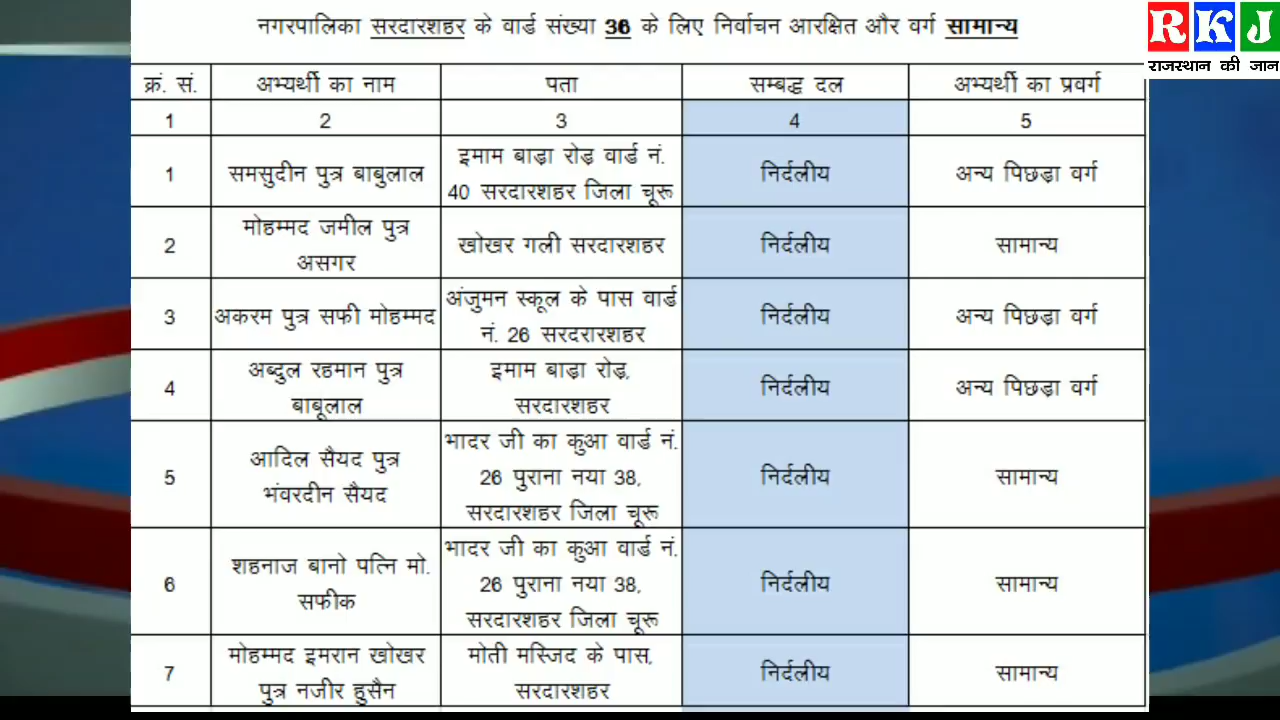 नगरपालिका सरदारशहर के वार्ड संख्या 36 के लिए निर्वाचन आरक्षित और वर्ग सामान्य
RKJ
राजस्थान की जान
क्रं. सं. अभ्यर्थी का नाम पता सम्बद्ध दल अभ्यर्थी का प्रवर्ग
1 2 3 4 5
1 समसुदीन पुत्र बाबुलाल इमाम बाड़ा रोड़ वार्ड नं. निर्दलीय अन्य पिछड़ा वर्ग
40 सरदारशहर जिला चूरू
2 मोहम्मद जमील पुत्र खोखर गली सरदारशहर निर्दलीय सामान्य
असगर
3 अकरम पुत्र सफी मोहम्मद अंजुमन स्कूल के पास वार्ड निर्दलीय अन्य पिछड़ा वर्ग
नं. 26 सरदरारशहर
4 अब्दुल रहमान पुत्र इमाम बाड़ा रोड़, निर्दलीय अन्य पिछड़ा वर्ग
बाबूलाल सरदारशहर
5 आदिल सैयद पुत्र भादर जी का कुआ वार्ड नं. निर्दलीय सामान्य
भंवरदीन सैयद 26 पुराना नया 38,
सरदारशहर जिला चूरू
6 शहनाज बानो पत्नि मो. भादर जी का कुआ वार्ड नं. निर्दलीय सामान्य
सफीक 26 पुराना नया 38,
सरदारशहर जिला चूरू
7 मोहम्मद इमरान खोखर मोती मस्जिद के पास, निर्दलीय सामान्य
पुत्र नजीर हुसैन सरदारशहर